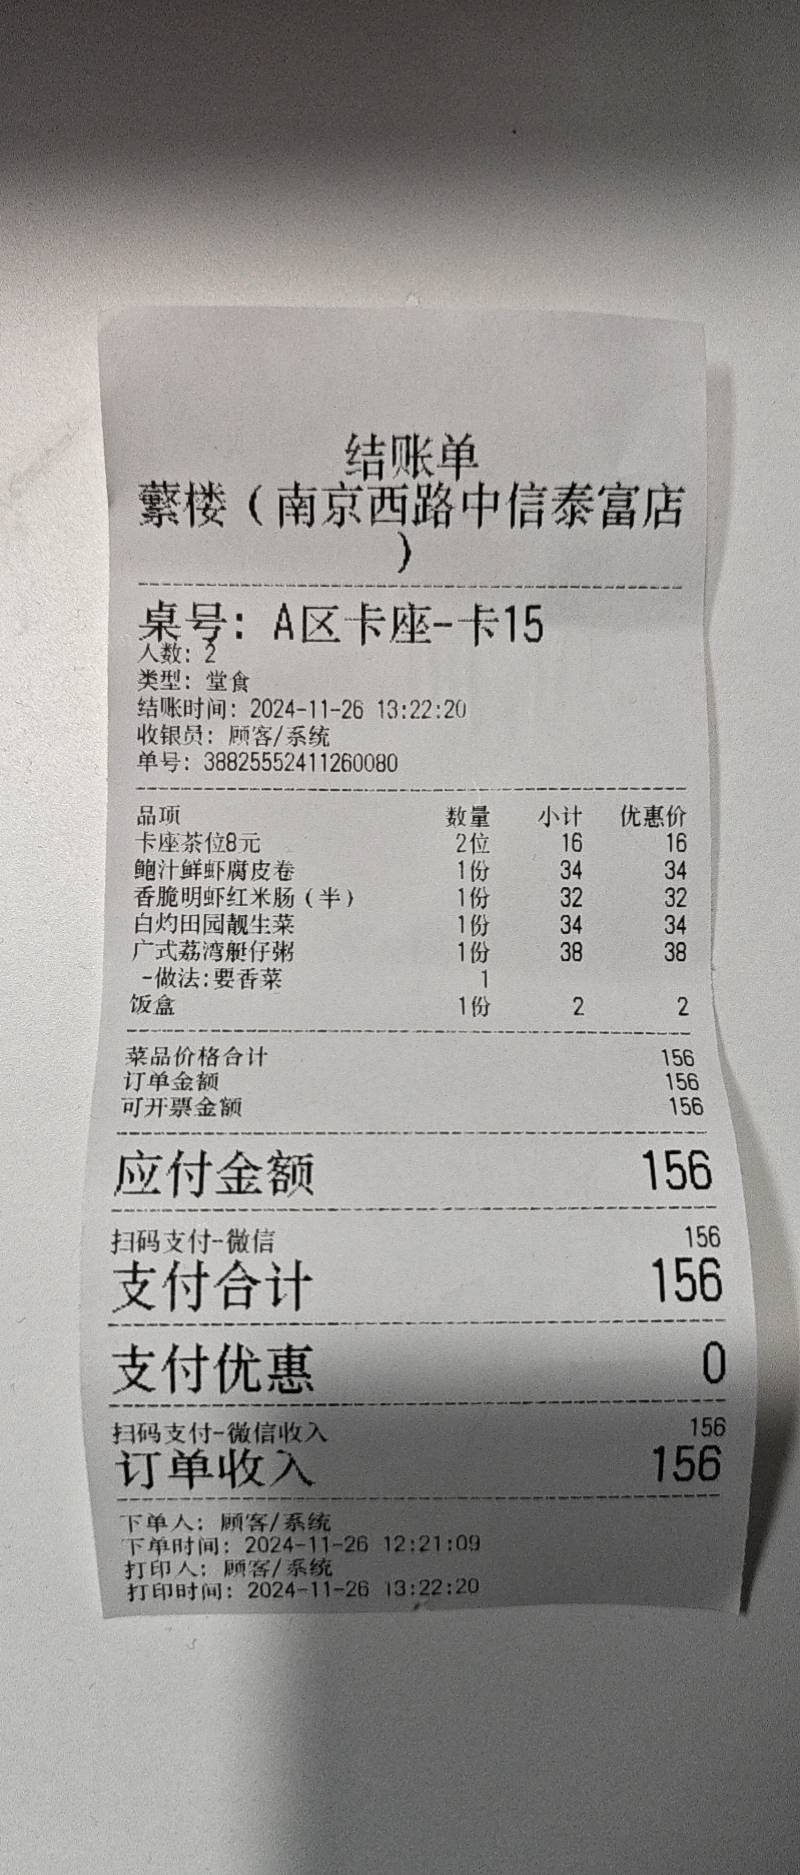 结账单
蘩楼（南京西路中信泰富店
）
桌号: A区卡座-卡15
人数: 2
类型: 堂食
结账时间: 2024-11-26 13:22:20
收银员: 顾客/系统
单号: 38825552411260080
品项 数量 小计 优惠价
卡座茶位8元 2位 16 16
鲍汁鲜虾腐皮卷 1份 34 34
香脆明虾红米肠（半） 1份 32 32
白灼田园靓生菜 1份 34 34
广式荔湾艇仔粥 1份 38 38
-做法:要香菜 1
饭盒 1份 2 2
菜品价格合计 156
订单金额 156
可开票金额 156
应付金额 156
扫码支付-微信 156
支付合计 156
支付优惠 0
扫码支付-微信收入 156
订单收入 156
下单人: 顾客/系统
下单时间: 2024-11-26 12:21:09
打印人: 顾客/系统
打印时间: 2024-11-26 13:22:20